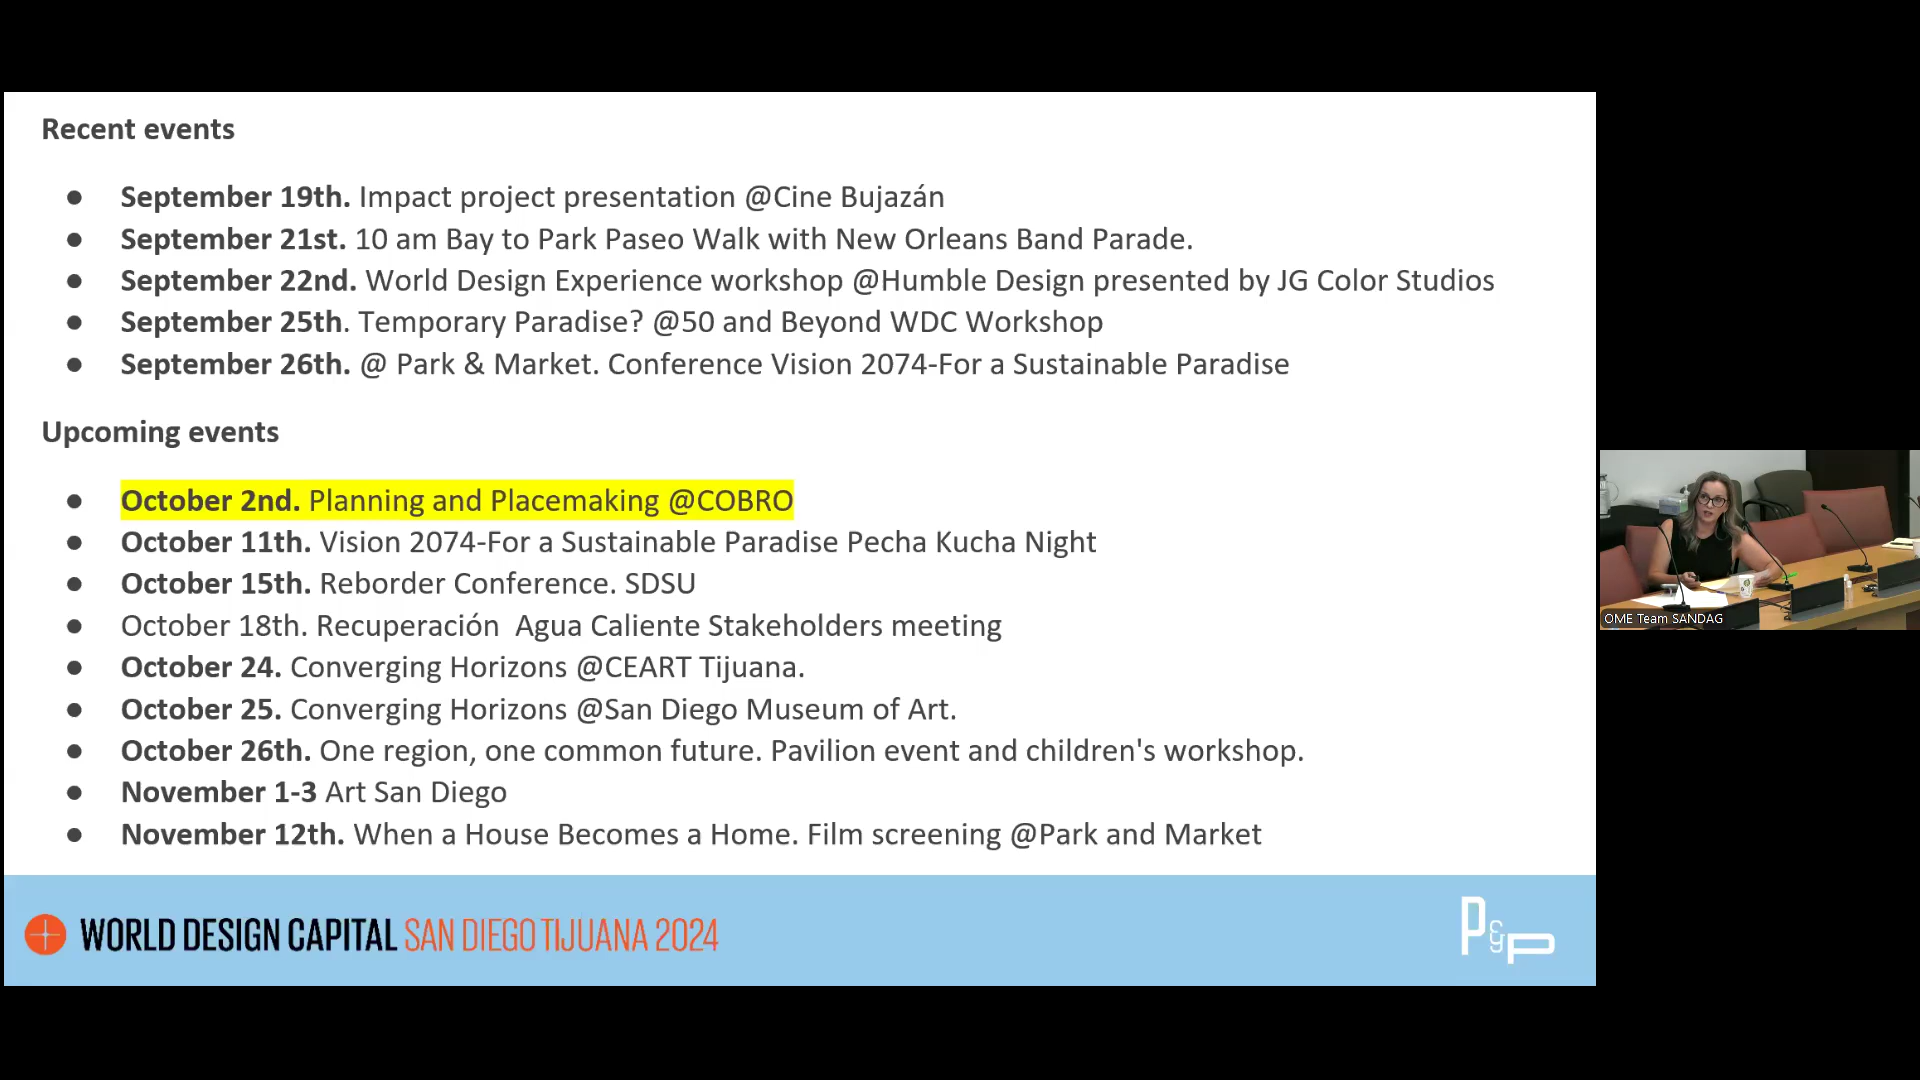 Recent events
● September 19th. Impact project presentation @Cine Bujazán
● September 21st. 10 am Bay to Park Paseo Walk with New Orleans Band Parade.
● September 22nd. World Design Experience workshop @Humble Design presented by JG Color Studios
● September 25th. Temporary Paradise? @50 and Beyond WDC Workshop
● September 26th. @ Park & Market. Conference Vision 2074-For a Sustainable Paradise
Upcoming events
● October 2nd. Planning and Placemaking @COBRO
● October 11th. Vision 2074-For a Sustainable Paradise Pecha Kucha Night
● October 15th. Reborder Conference. SDSU
● October 18th. Recuperación  Agua Caliente Stakeholders meeting
● October 24. Converging Horizons @CEART Tijuana.
● October 25. Converging Horizons @San Diego Museum of Art.
● October 26th. One region, one common future. Pavilion event and children's workshop.
● November 1-3 Art San Diego
● November 12th. When a House Becomes a Home. Film screening @Park and Market
WORLD DESIGN CAPITAL SAN DIEGO TIJUANA 2024
P&P
OME Team SANDAG